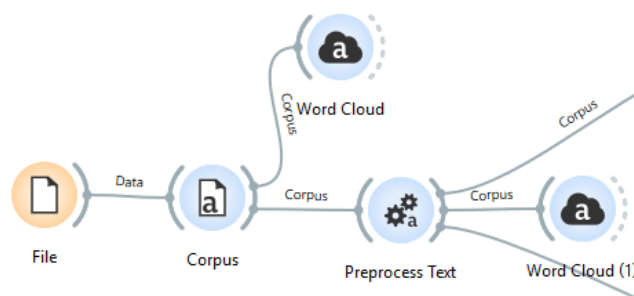 Word Cloud
Corpus
Corpus
Data
Corpus
Corpus
File
Corpus
Preprocess Text
Word Cloud (1)
a
a
a
a